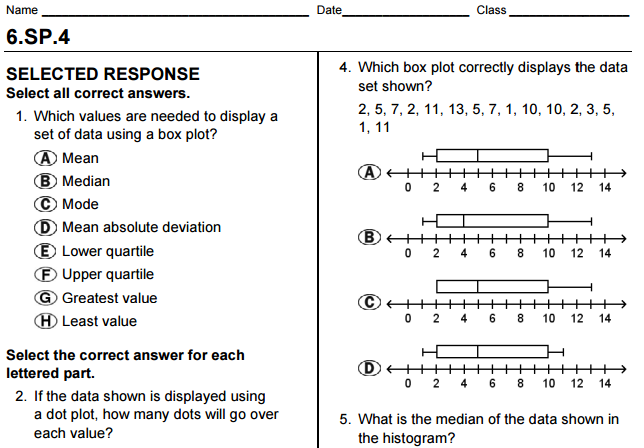 Name Date Class
6.SP.4
SELECTED RESPONSE
Select all correct answers.
1. Which values are needed to display a
set of data using a box plot?
A Mean
B Median
C Mode
D Mean absolute deviation
E Lower quartile
F Upper quartile
G Greatest value
H Least value
Select the correct answer for each
lettered part.
2. If the data shown is displayed using
a dot plot, how many dots will go over
each value?
4. Which box plot correctly displays the data
set shown?
2, 5, 7, 2, 11, 13, 5, 7, 1, 10, 10, 2, 3, 5,
1, 11
A
0 2 4 6 8 10 12 14
B
0 2 4 6 8 10 12 14
C
0 2 4 6 8 10 12 14
D
0 2 4 6 8 10 12 14
5. What is the median of the data shown in
the histogram?